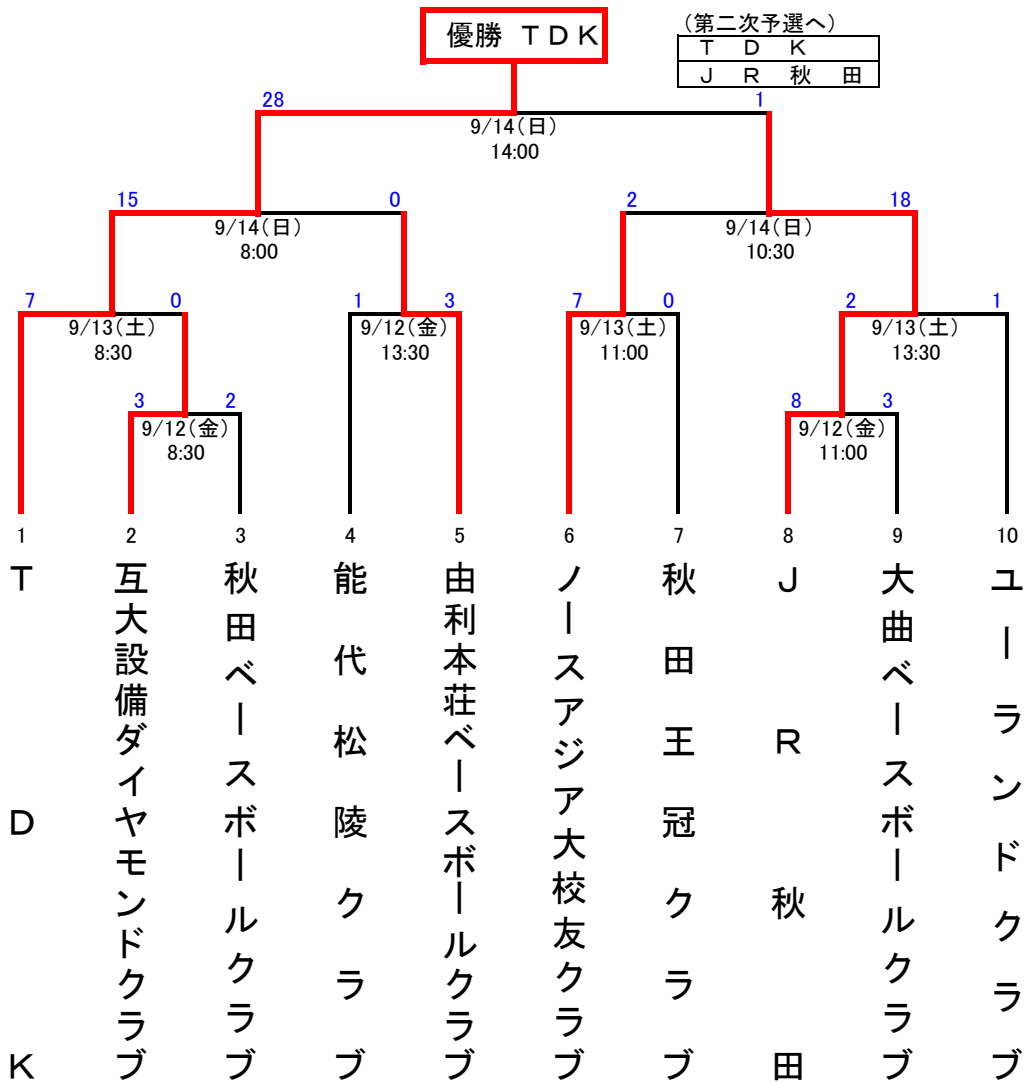 優勝 ＴＤＫ
(第二次予選へ)
Ｔ Ｄ Ｋ
Ｊ Ｒ 秋 田
28
1
9/14(日)
14:00
15
0
9/14(日)
8:00
2
18
9/14(日)
10:30
7
0
9/13(土)
8:30
1
3
9/12(金)
13:30
7
0
9/13(土)
11:00
2
1
9/13(土)
13:30
3
2
9/12(金)
8:30
8
3
9/12(金)
11:00
1
2
3
4
5
6
7
8
9
10
ＴＤＫ
互大設備ダイヤモンドクラブ
秋田ベースボールクラブ
能代松陵クラブ
由利本荘ベースボールクラブ
ノースアジア大校友クラブ
秋田王冠クラブ
ＪＲ秋田
大曲ベースボールクラブ
ユーランドクラブ